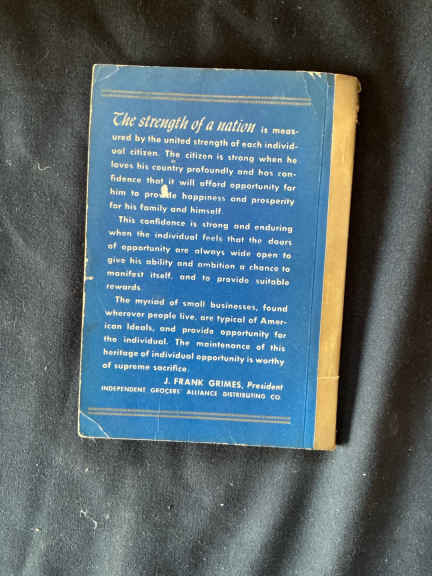 The strength of a nation is meas-
ured by the united strength of each individ-
ual citizen. The citizen is strong when he
loves his country profoundly and has con-
fidence that it will afford opportunity for
him to provide happiness and prosperity
for his family and himself.
This confidence is strong and enduring
when the individual feels that the doors
of opportunity are always wide open to
give his ability and ambition a chance to
manifest itself, and to provide suitable
rewards.
The myriad of small businesses, found
wherever people live, are typical of Amer-
ican Ideals, and provide opportunity for
the individual. The maintenance of this
heritage of individual opportunity is worthy
of supreme sacrifice.
J. FRANK GRIMES, President
INDEPENDENT GROCERS' ALLIANCE DISTRIBUTING CO.